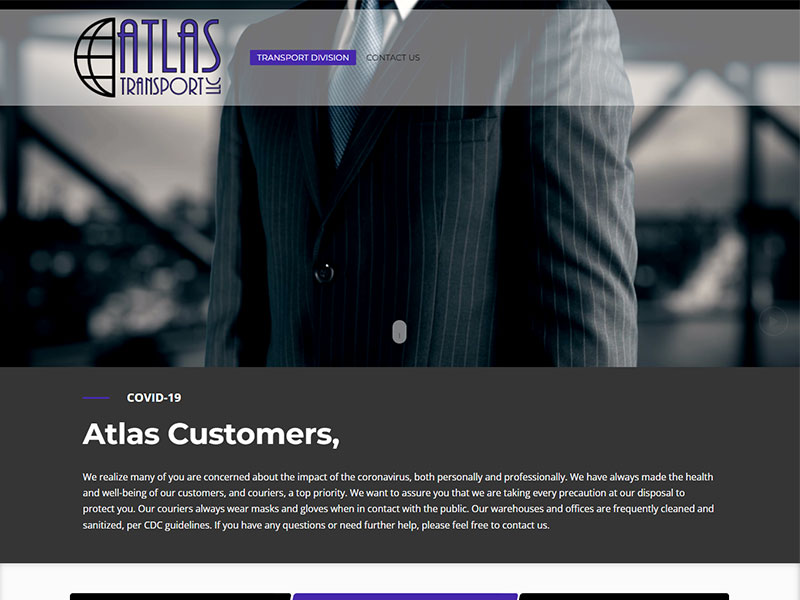 ATLAS
TRANSPORT LLC
TRANSPORT DIVISION
CONTACT US
COVID-19
Atlas Customers,
We realize many of you are concerned about the impact of the coronavirus, both personally and professionally. We have always made the health
and well-being of our customers, and couriers, a top priority. We want to assure you that we are taking every precaution at our disposal to
protect you. Our couriers always wear masks and gloves when in contact with the public. Our warehouses and offices are frequently cleaned and
sanitized, per CDC guidelines. If you have any questions or need further help, please feel free to contact us.